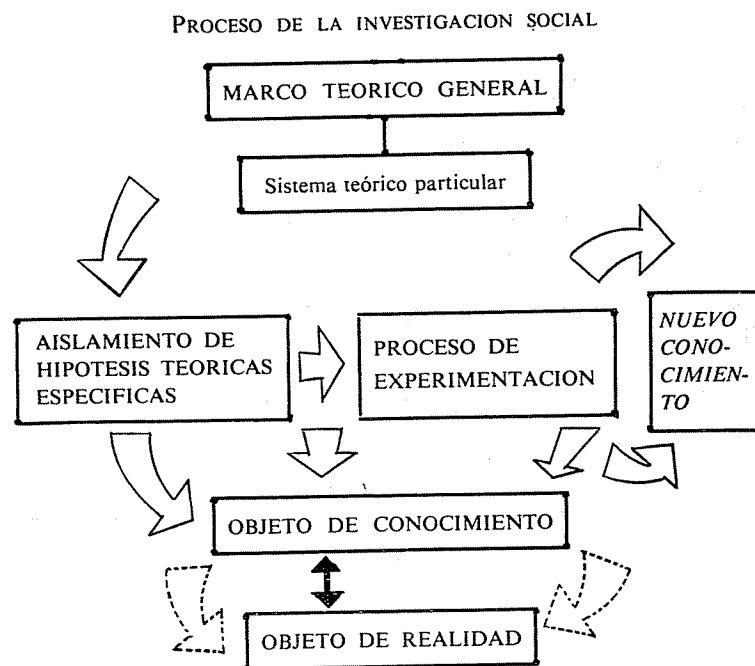 PROCESO DE LA INVESTIGACION SOCIAL
MARCO TEORICO GENERAL
Sistema teórico particular
AISLAMIENTO DE
HIPOTESIS TEORICAS
ESPECIFICAS
PROCESO DE
EXPERIMENTACION
NUEVO
CONO-
CIMIEN-
TO
OBJETO DE CONOCIMIENTO
OBJETO DE REALIDAD